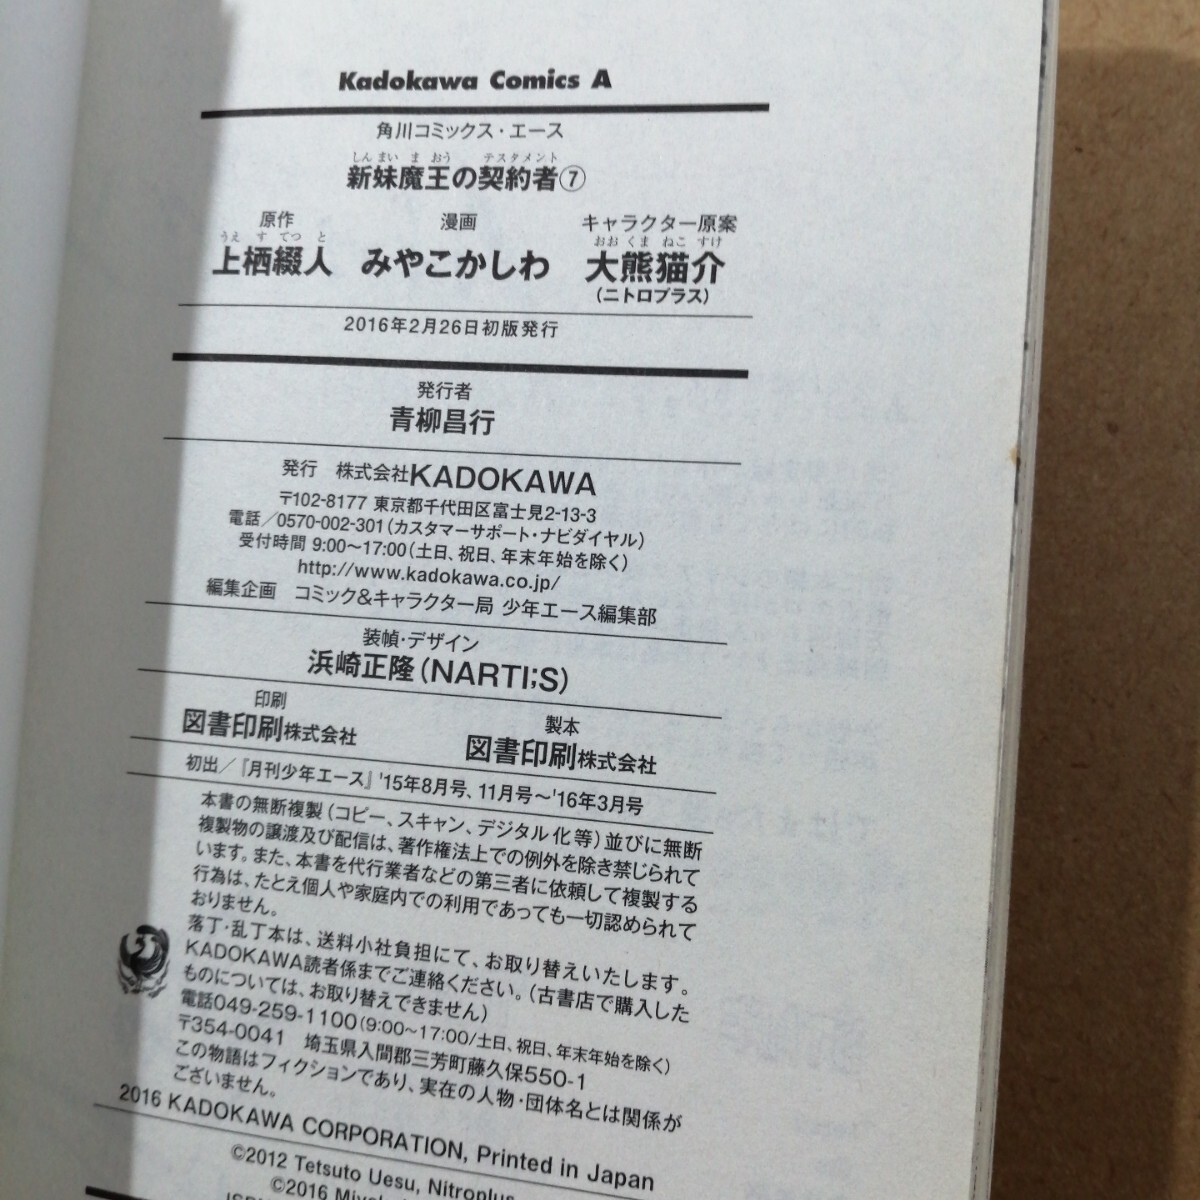 Kadokawa Comics A
角川コミックス・エース
しんまいまおう テスタメント
新妹魔王の契約者⑦
原作 漫画 キャラクター原案
うえすてつと おおくまねこすけ
上栖綴人 みやこかしわ 大熊猫介
(ニトロプラス)
2016年2月26日初版発行
発行者
青柳昌行
発行 株式会社KADOKAWA
〒102-8177 東京都千代田区富士見2-13-3
電話/0570-002-301(カスタマーサポート・ナビダイヤル)
受付時間 9:00〜17:00(土日、祝日、年末年始を除く)
http://www.kadokawa.co.jp/
編集企画 コミック&キャラクター局 少年エース編集部
装幀・デザイン
浜崎正隆(NARTI;S)
印刷 製本
図書印刷株式会社 図書印刷株式会社
初出/『月刊少年エース』'15年8月号、11月号〜'16年3月号
本書の無断複製(コピー、スキャン、デジタル化等)並びに無断
複製物の譲渡及び配信は、著作権法上での例外を除き禁じられて
います。また、本書を代行業者などの第三者に依頼して複製する
行為は、たとえ個人や家庭内での利用であっても一切認められて
おりません。
落丁・乱丁本は、送料小社負担にて、お取り替えいたします。
KADOKAWA読者係までご連絡ください。(古書店で購入した
ものについては、お取り替えできません)
電話049-259-1100(9:00〜17:00/土日、祝日、年末年始を除く)
〒354-0041 埼玉県入間郡三芳町藤久保550-1
この物語はフィクションであり、実在の人物・団体名とは関係が
ございません。
2016 KADOKAWA CORPORATION, Printed in Japan
©2012 Tetsuto Uesu, Nitroplus
©2016